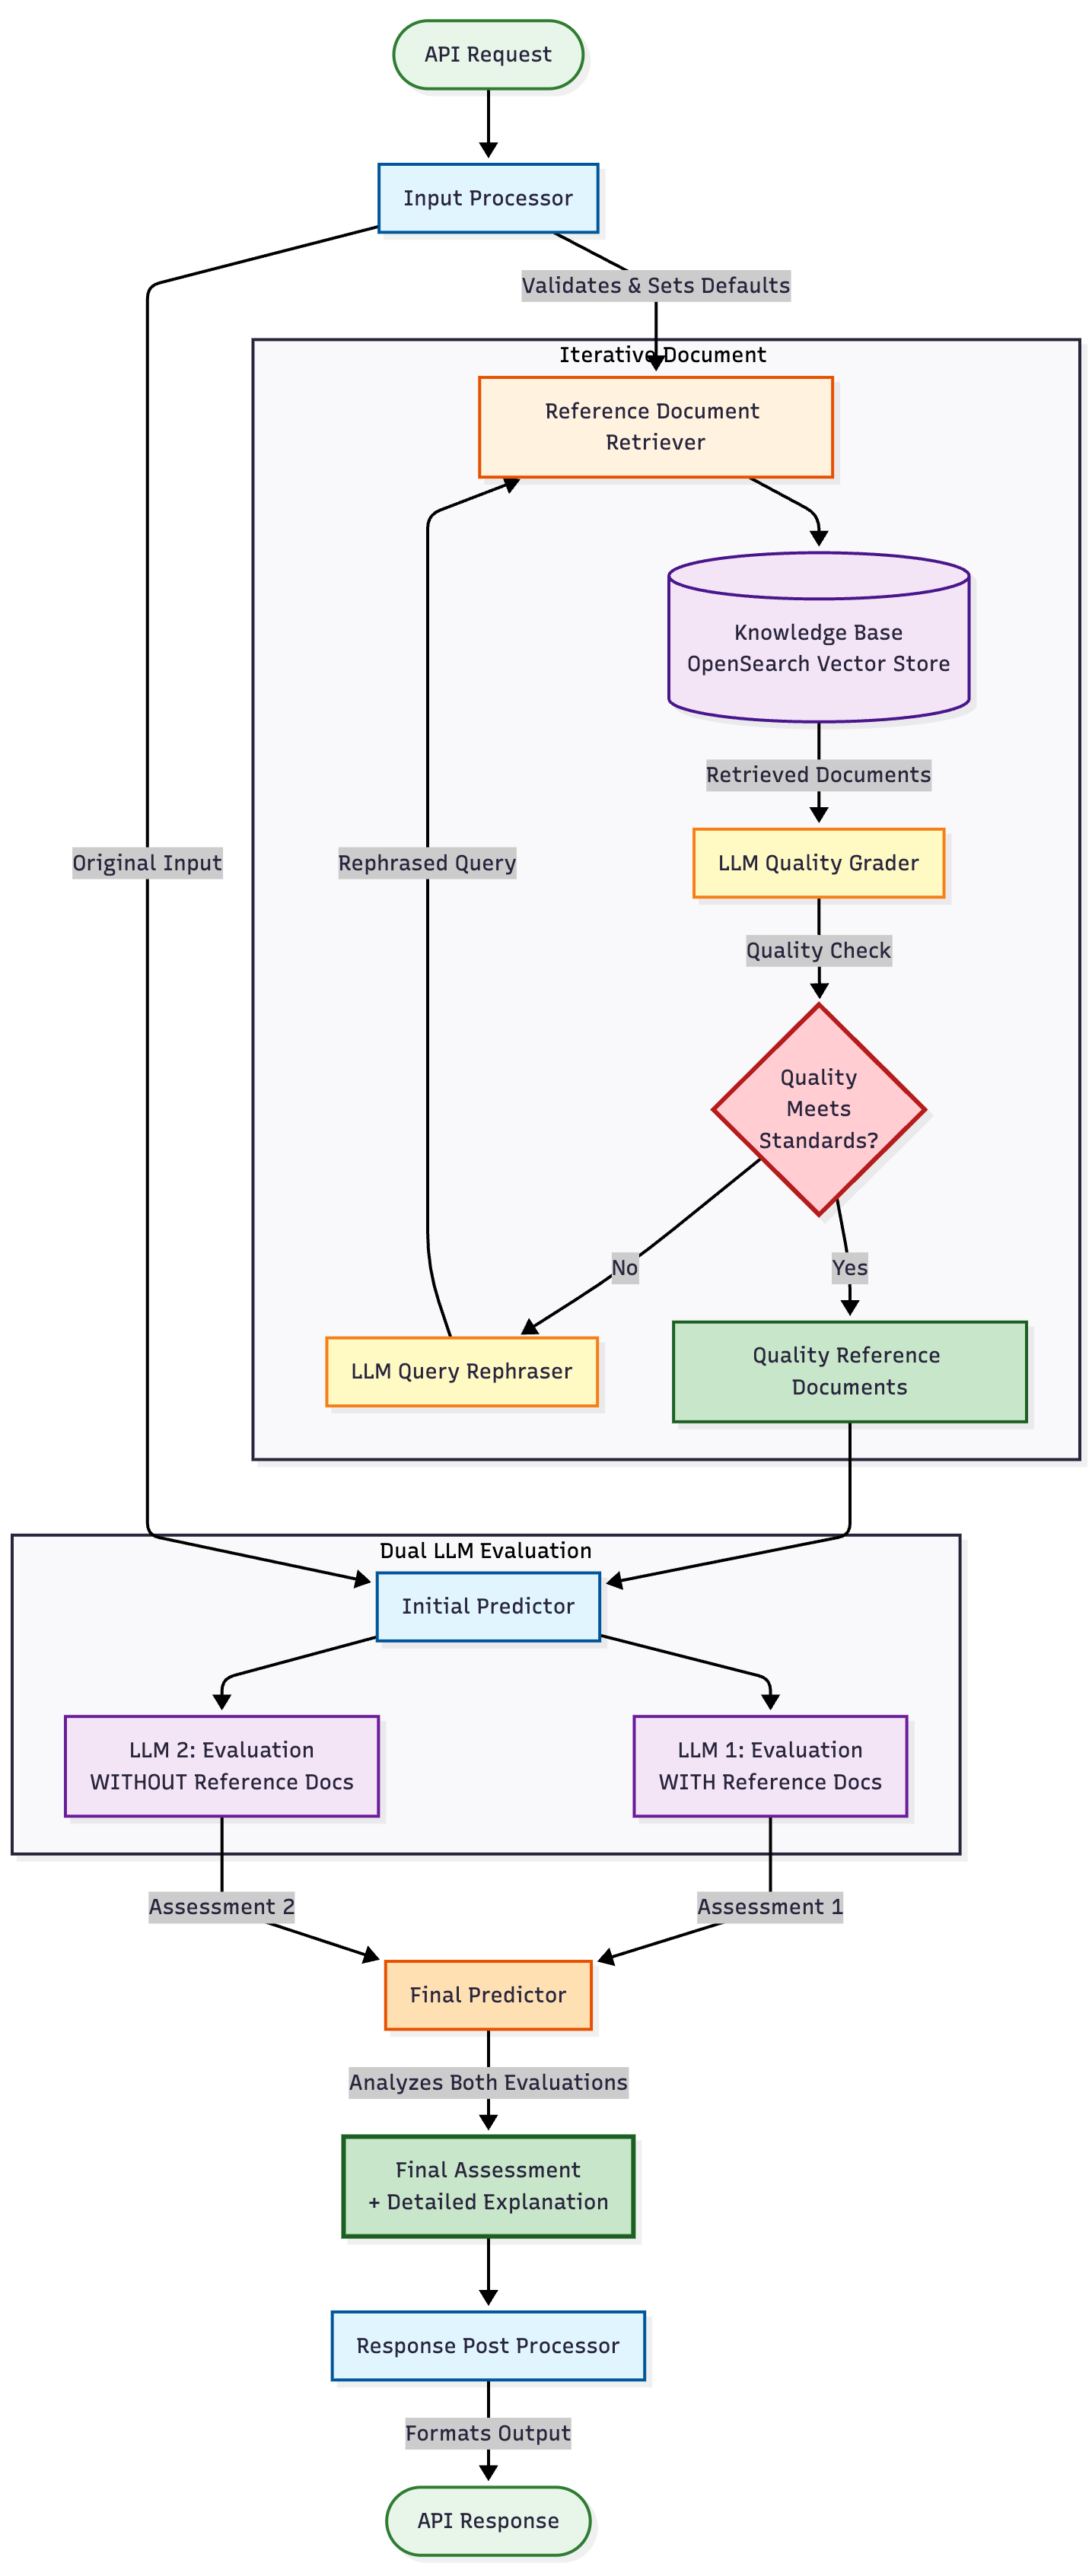 API Request
Input Processor
Validates & Sets Defaults
Iterative Document
Reference Document
Retriever
Knowledge Base
OpenSearch Vector Store
Retrieved Documents
Original Input
Rephrased Query
LLM Quality Grader
Quality Check
Quality
Meets
Standards?
No
Yes
LLM Query Rephraser
Quality Reference
Documents
Dual LLM Evaluation
Initial Predictor
LLM 2: Evaluation
WITHOUT Reference Docs
LLM 1: Evaluation
WITH Reference Docs
Assessment 2
Assessment 1
Final Predictor
Analyzes Both Evaluations
Final Assessment
+ Detailed Explanation
Response Post Processor
Formats Output
API Response